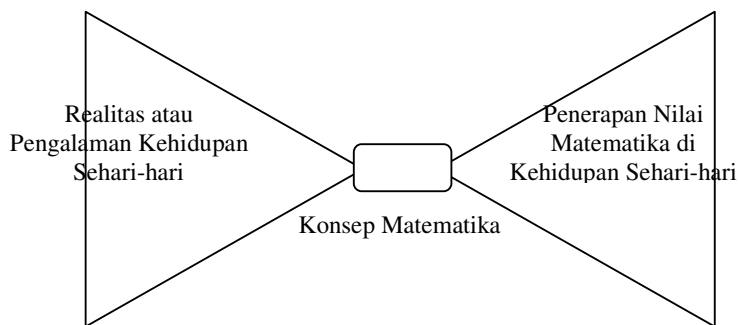 Realitas atau
Pengalaman Kehidupan
Sehari-hari
Penerapan Nilai
Matematika di
Kehidupan Sehari-hari
Konsep Matematika